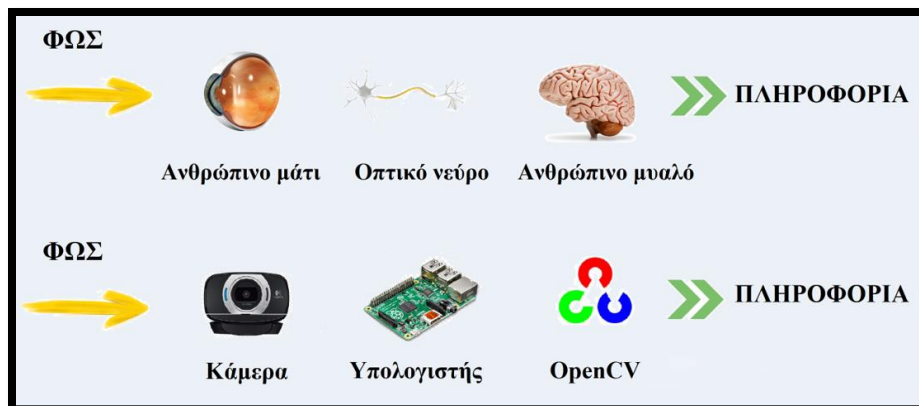 ΦΩΣ
ΠΛΗΡΟΦΟΡΙΑ
Ανθρώπινο μάτι Οπτικό νεύρο Ανθρώπινο μυαλό
ΦΩΣ
ΠΛΗΡΟΦΟΡΙΑ
Κάμερα Υπολογιστής OpenCV